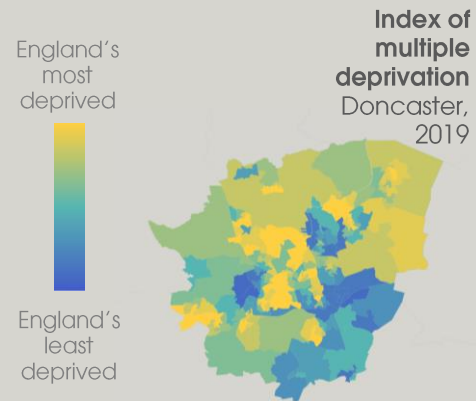 Index of
multiple
deprivation
Doncaster,
2019
England's
most
deprived
England's
least
deprived